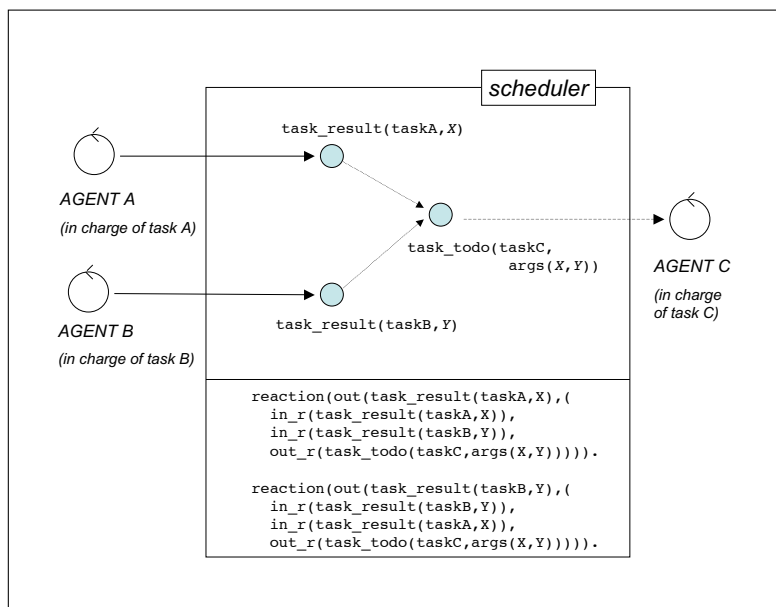 scheduler
task_result(taskA,X)
AGENT A
(in charge of task A)
task_todo(taskC,
args(X,Y))
AGENT C
(in charge
of task C)
AGENT B
(in charge of task B)
task_result(taskB,Y)
reaction(out(task_result(taskA,X),(
in_r(task_result(taskA,X)),
in_r(task_result(taskB,Y)),
out_r(task_todo(taskC,args(X,Y))))).
reaction(out(task_result(taskB,Y),(
in_r(task_result(taskB,Y)),
in_r(task_result(taskA,X)),
out_r(task_todo(taskC,args(X,Y))))).